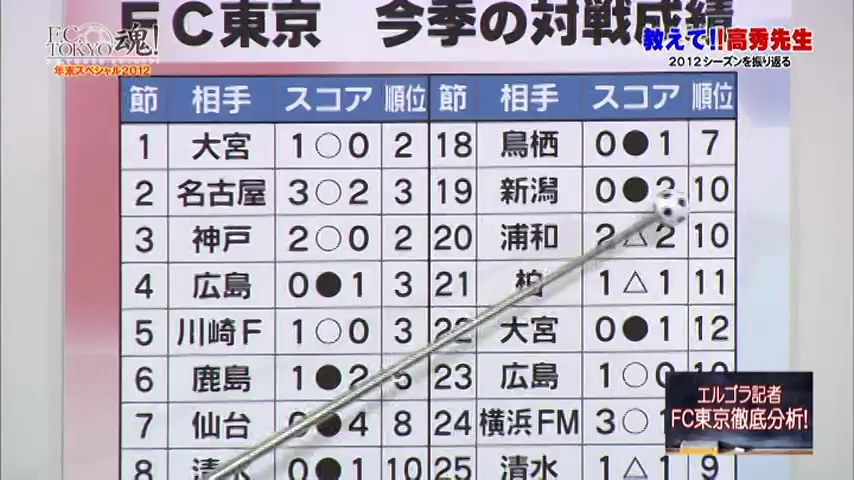 FC東京 今季の対戦成績
FC TOKYO 魂!
年末スペシャル2012
教えて!!高秀先生
2012シーズンを振り返る
節 相手 スコア 順位 節 相手 スコア 順位
1 大宮 1○0 2 18 鳥栖 0●1 7
2 名古屋 3○2 3 19 新潟 0● 10
3 神戸 2○0 2 20 浦和 2△2 10
4 広島 0●1 3 21 柏 1△1 11
5 川崎F 1○0 3 22 大宮 0●1 12
6 鹿島 1●2 5 23 広島 1○0 10
7 仙台 ●4 8 24 横浜FM 3○
8 清水 0●1 10 25 清水 1△1 9
エルゴラ記者
FC東京徹底分析!